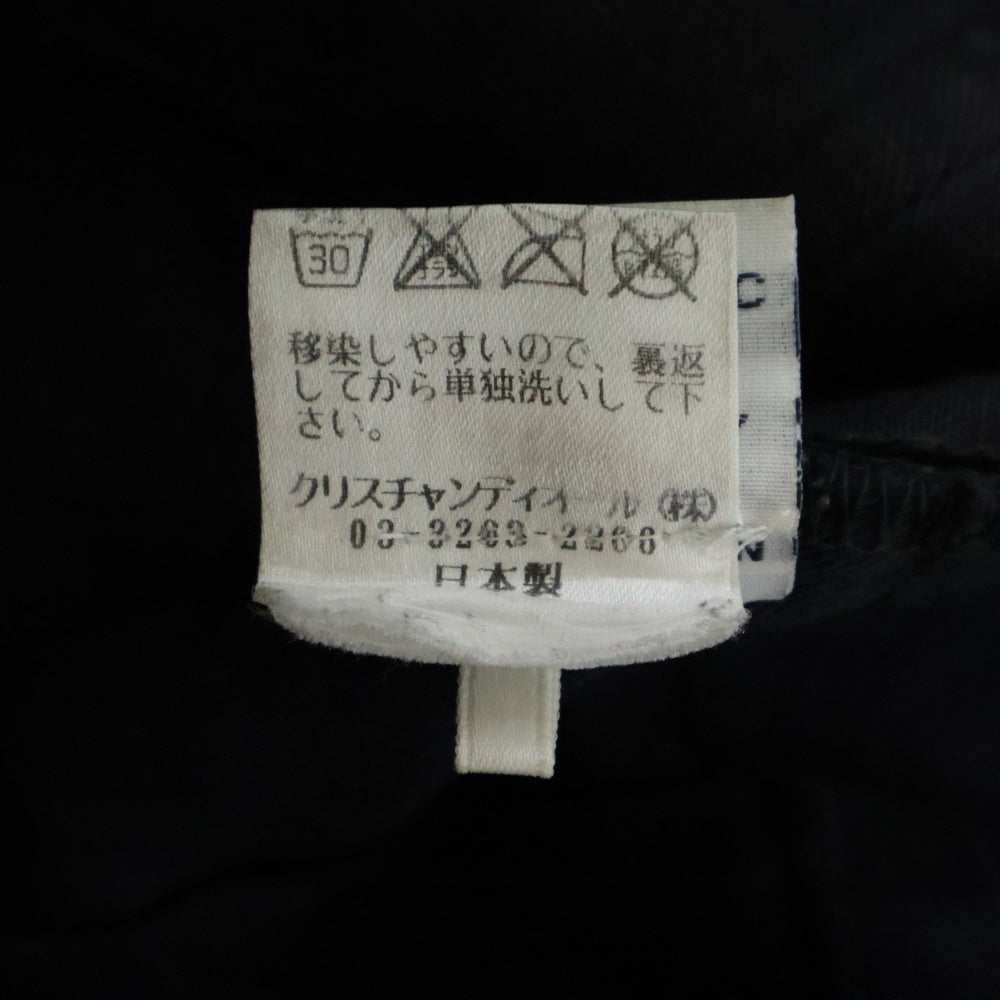 30
移染しやすいので、裏返
してから単独洗いして下
さい。
クリスチャンディオール(株)
03-3263-2266
日本製
C
N